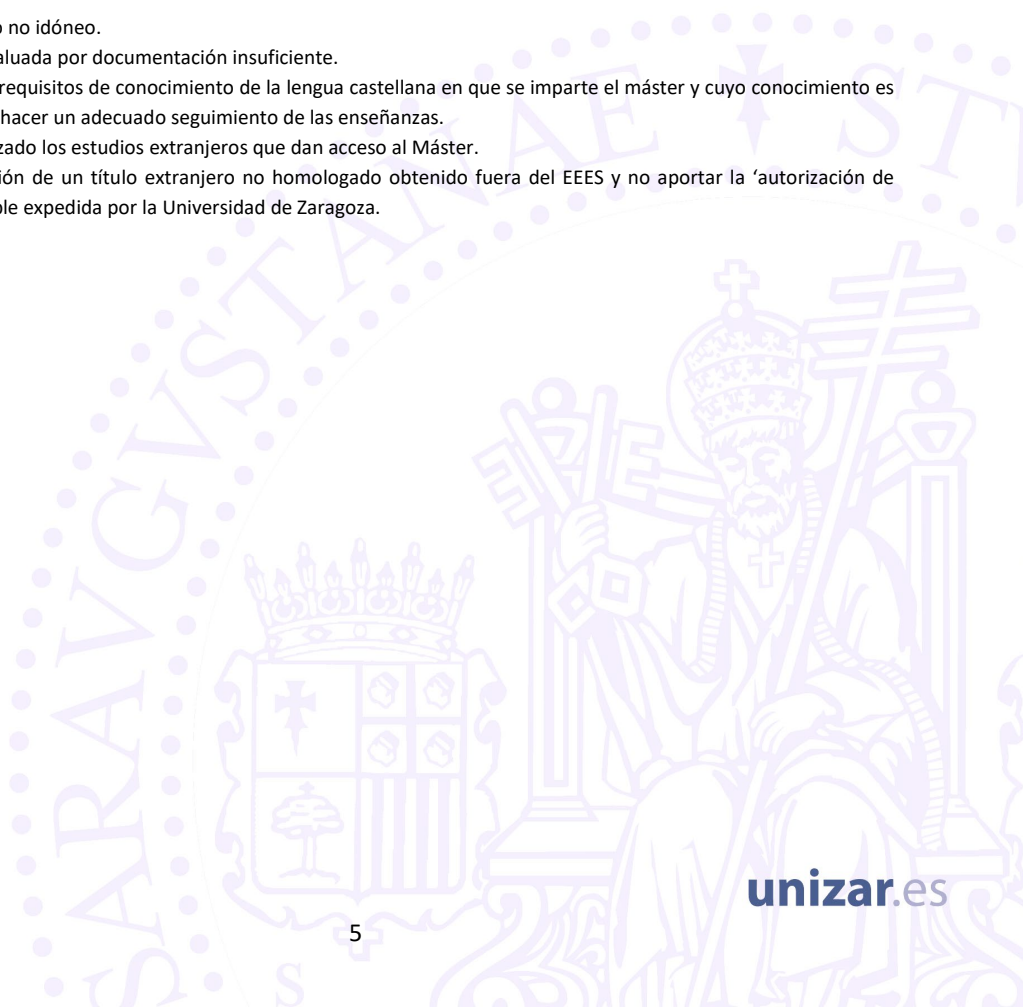 o no idóneo.
aluada por documentación insuficiente.
requisitos de conocimiento de la lengua castellana en que se imparte el máster y cuyo conocimiento es
hacer un adecuado seguimiento de las enseñanzas.
zado los estudios extranjeros que dan acceso al Máster.
ión de un título extranjero no homologado obtenido fuera del EEES y no aportar la ‘autorización de
ble expedida por la Universidad de Zaragoza.
SARAVGVSTANAE
STV
unizar.es
5
S